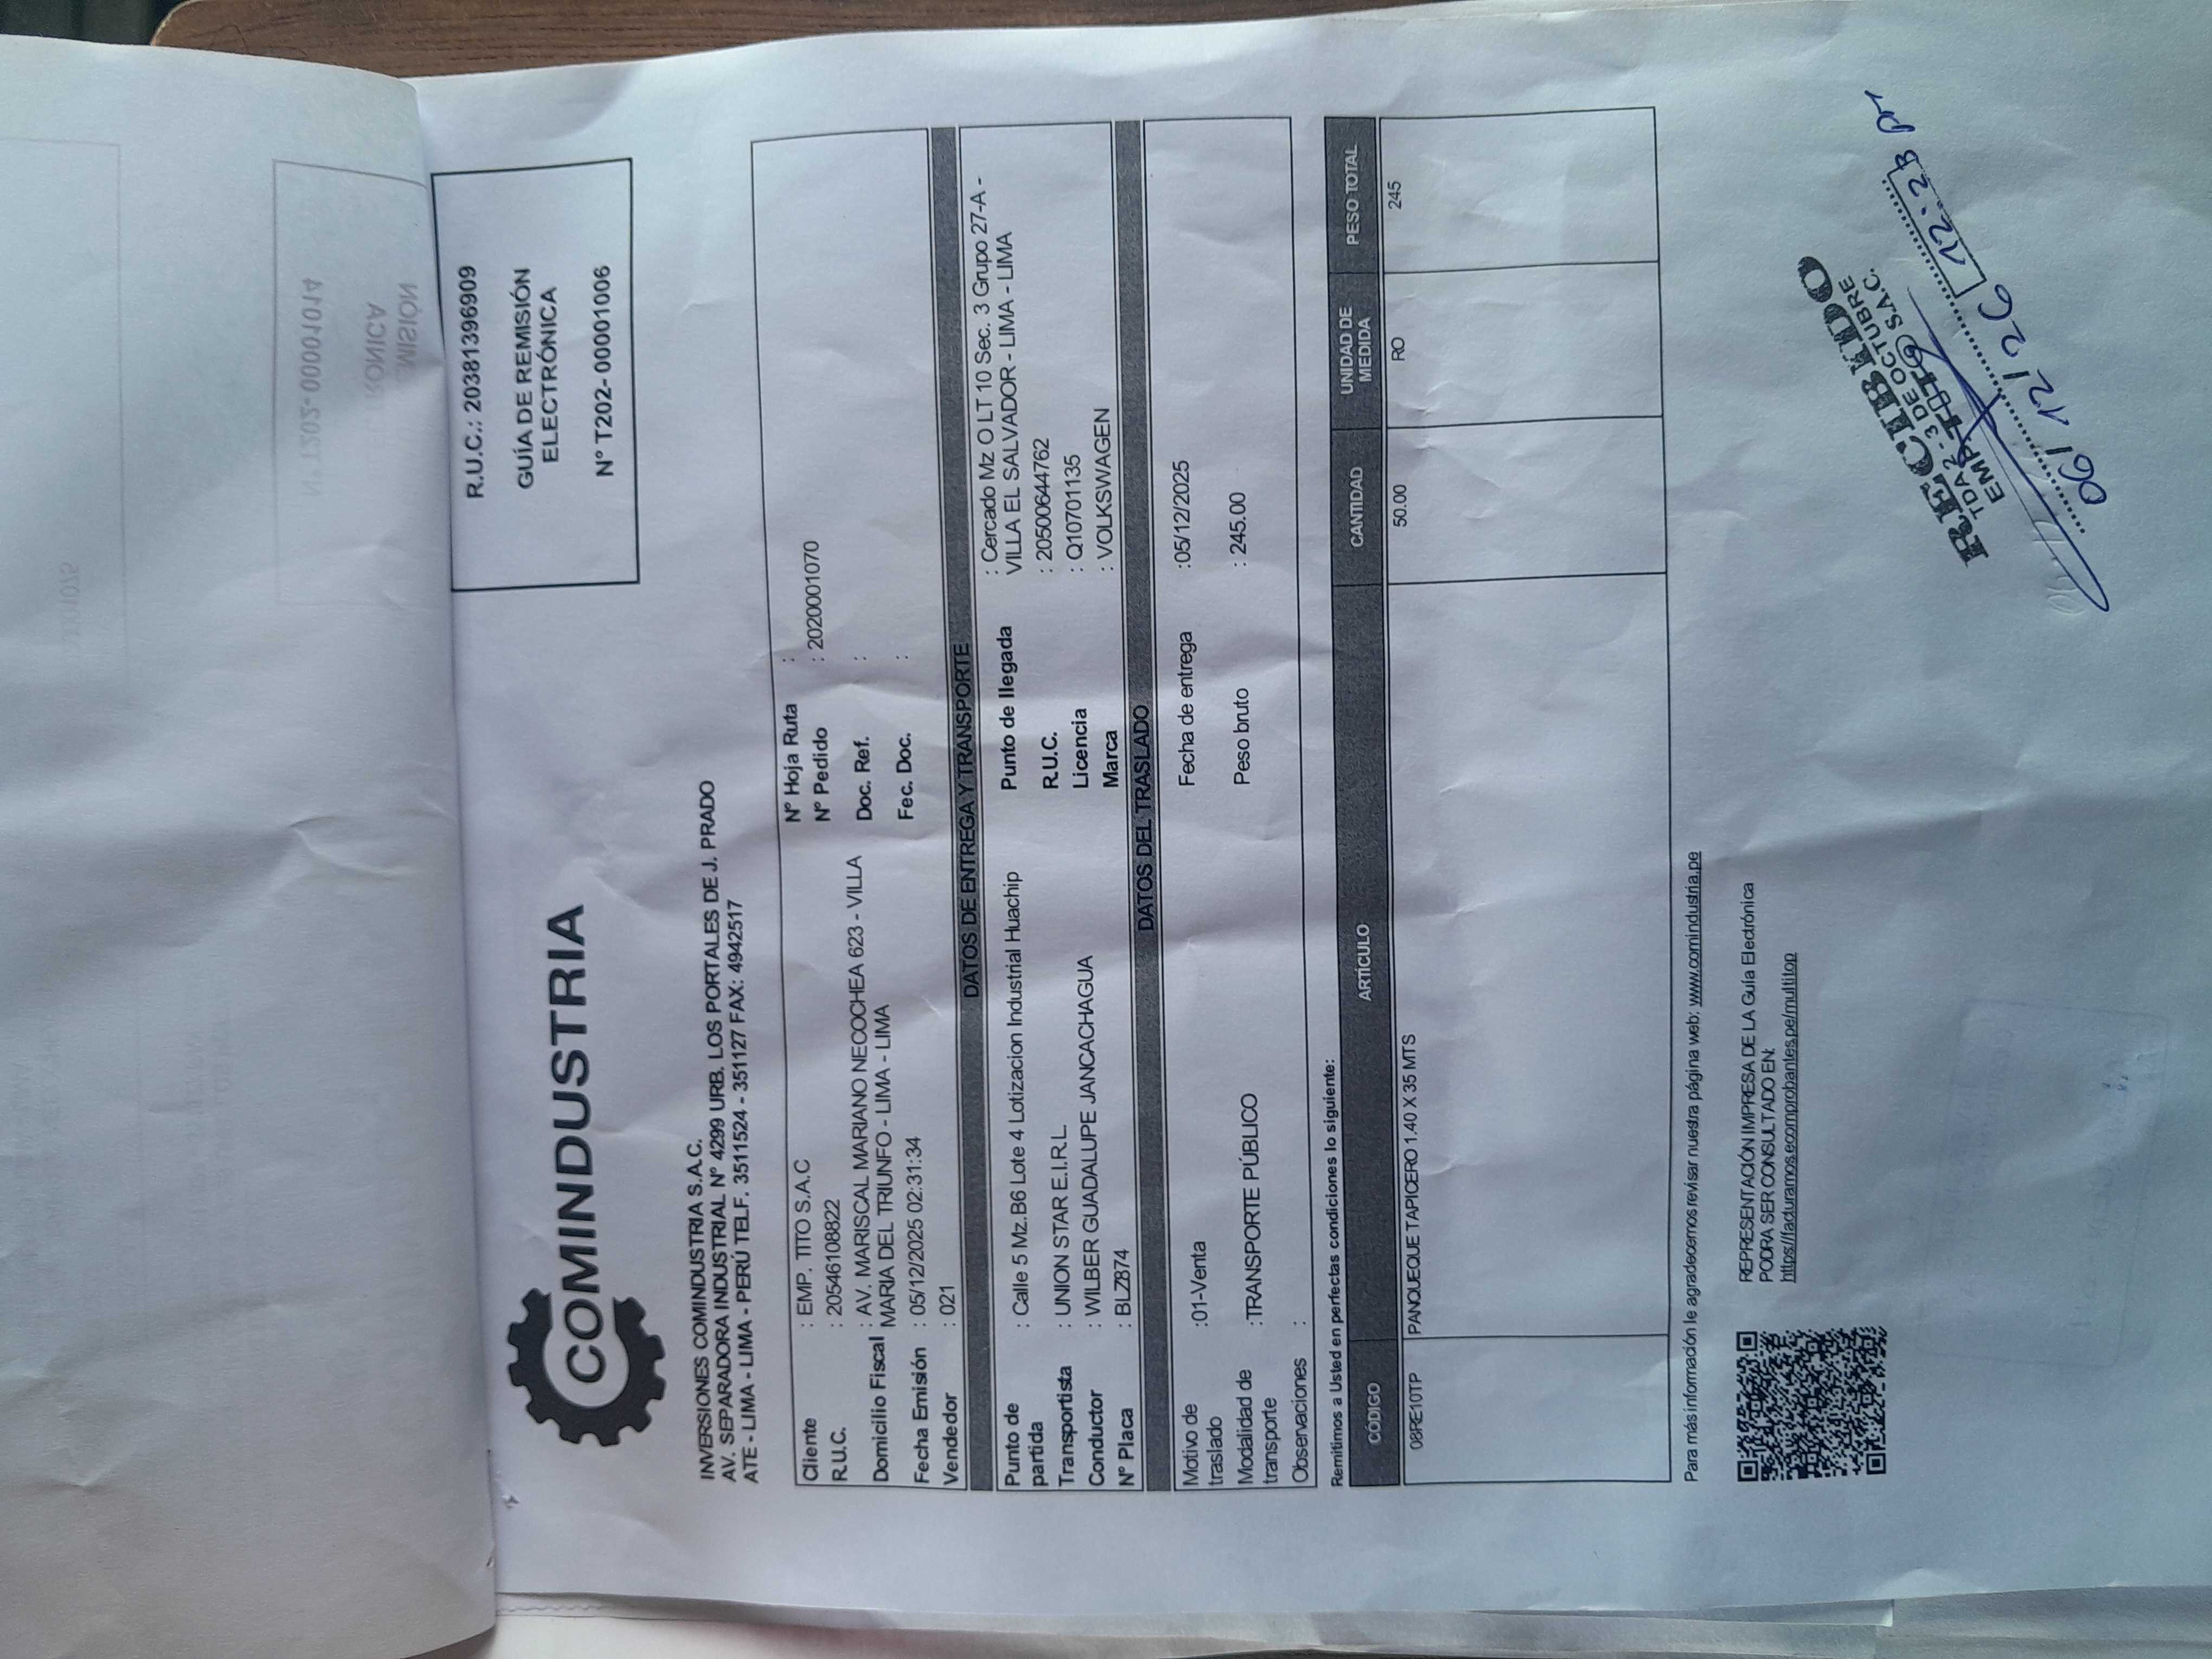 COMINDUSTRIA
R.U.C.: 20381396909
GUÍA DE REMISIÓN
ELECTRÓNICA
N° T202- 00001006
INVERSIONES COMINDUSTRIA S.A.C.
AV. SEPARADORA INDUSTRIAL N° 4299 URB. LOS PORTALES DE J. PRADO
ATE - LIMA - LIMA - PERÚ TELF. 3511524 - 351127 FAX: 4942517
Cliente : EMP. TITO S.A.C
R.U.C. : 20546108822
Domicilio Fiscal : AV. MARISCAL MARIANO NECOCHEA 623 - VILLA
MARIA DEL TRIUNFO - LIMA - LIMA
Fecha Emisión : 05/12/2025 02:31:34
Vendedor : 021
N° Hoja Ruta :
N° Pedido : 2020001070
Doc. Ref. :
Fec. Doc. :
DATOS DE ENTREGA Y TRANSPORTE
Punto de partida : Calle 5 Mz.B6 Lote 4 Lotizacion Industrial Huachip
Transportista : UNION STAR E.I.R.L
Conductor : WILBER GUADALUPE JANCACHAGUA
N° Placa : BLZ874
Punto de llegada : Cercado Mz O LT 10 Sec. 3 Grupo 27-A -
VILLA EL SALVADOR - LIMA - LIMA
R.U.C. : 20500644762
Licencia : Q10701135
Marca : VOLKSWAGEN
DATOS DEL TRASLADO
Motivo de traslado :01-Venta
Modalidad de transporte :TRANSPORTE PÚBLICO
Observaciones :
Fecha de entrega :05/12/2025
Peso bruto : 245.00
Remitimos a Usted en perfectas condiciones lo siguiente:
CÓDIGO ARTÍCULO CANTIDAD UNIDAD DE MEDIDA PESO TOTAL
08RE10TP PANQUEQUE TAPICERO 1.40 X 35 MTS 50.00 RO 245
Para más información le agradecemos revisar nuestra página web: www.comindustria.pe
REPRESENTACIÓN IMPRESA DE LA Guía Electrónica
PODRA SER CONSULTADO EN:
https://facturamos.ecomprobantes.pe/multitop
RECIBIDO
TDA 2 - 3 DE OCTUBRE
EMP. TITO S.A.C.